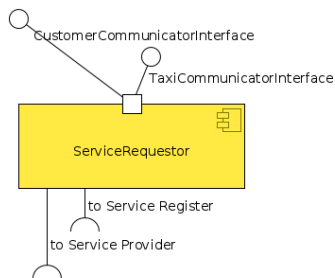 CustomerCommunicatorInterface
TaxiCommunicatorInterface
ServiceRequestor
to Service Register
to Service Provider